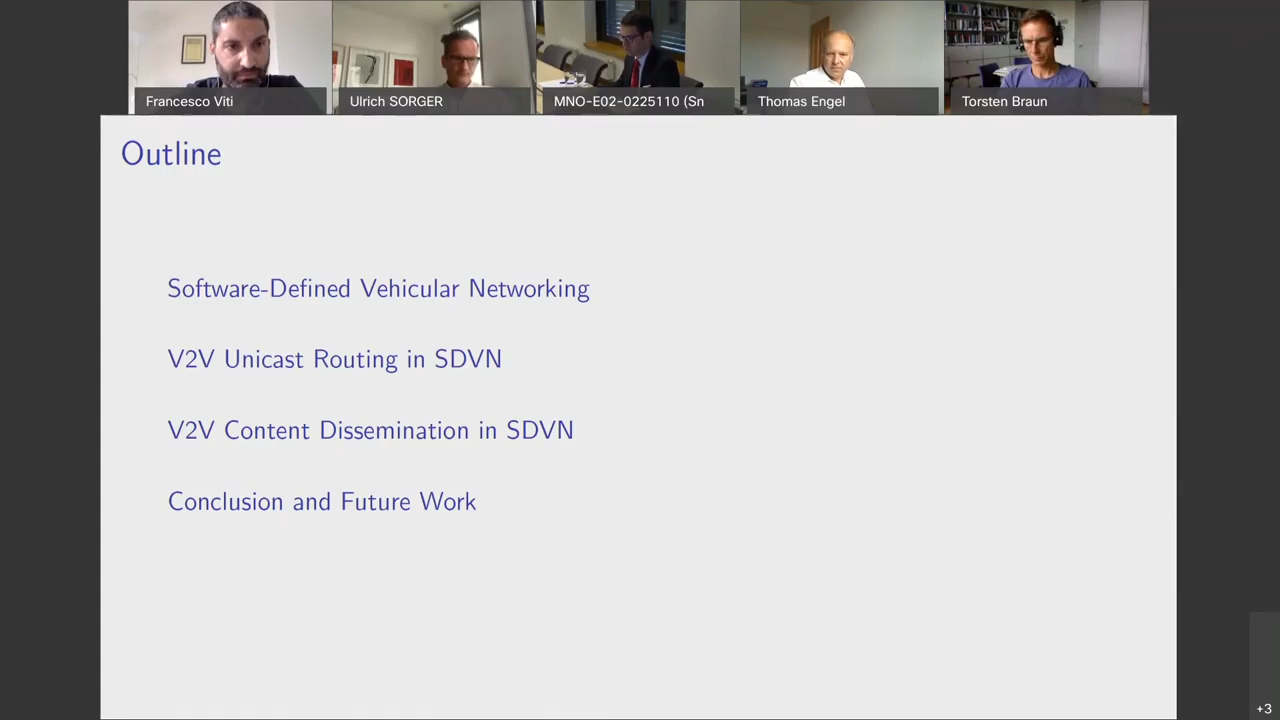 Francesco Viti
Ulrich SORGER
MNO-E02-0225110 (Sn
Thomas Engel
Torsten Braun
Outline
Software-Defined Vehicular Networking
V2V Unicast Routing in SDVN
V2V Content Dissemination in SDVN
Conclusion and Future Work
+3